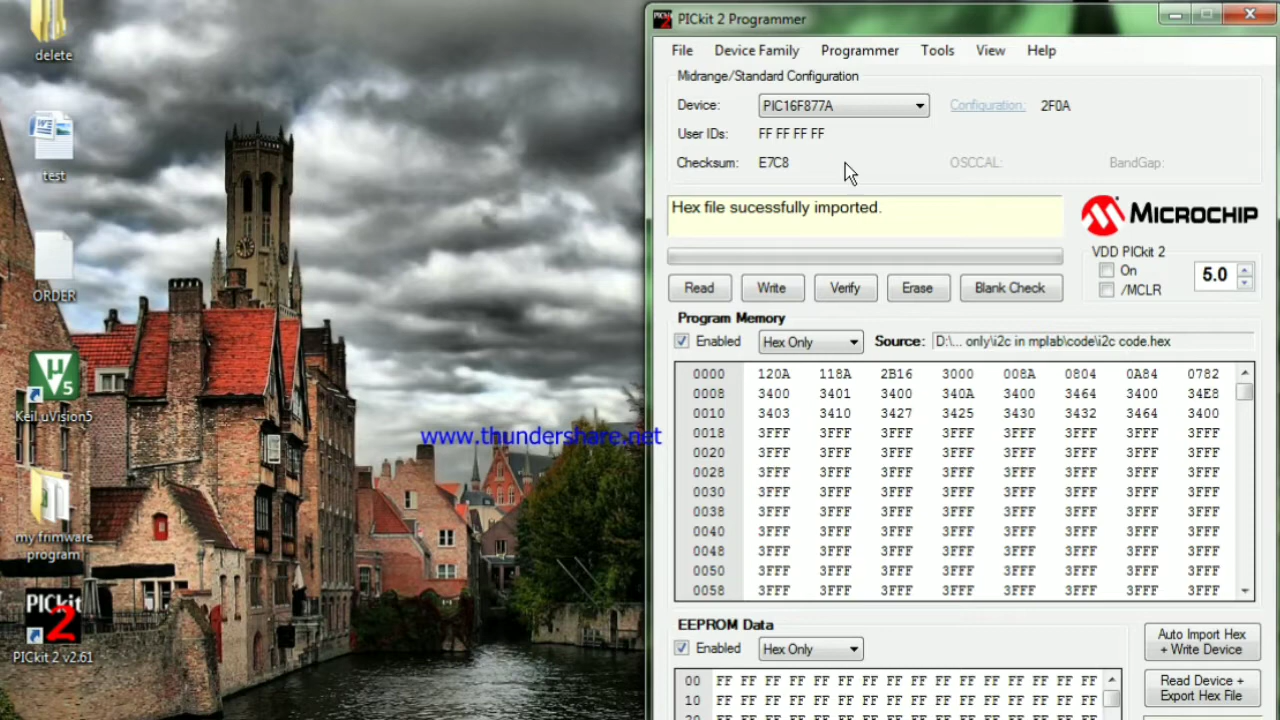 delete
test
ORDER
Keil uVision5
my frimware
program
PICkit
2
PICkit 2 v2.61
www.thundershare.net
PICkit 2 Programmer
File Device Family Programmer Tools View Help
Midrange/Standard Configuration
Device: PIC16F877A Configuration: 2F0A
User IDs: FF FF FF FF
Checksum: E7C8 OSCCAL: BandGap:
Hex file sucessfully imported.
MICROCHIP
VDD PICkit 2
On
/MCLR
5.0
Read Write Verify Erase Blank Check
Program Memory
Enabled Hex Only Source: D:\... only\i2c in mplab\code\i2c code.hex
0000 120A 118A 2B16 3000 008A 0804 0A84 0782
0008 3400 3401 3400 340A 3400 3464 3400 34E8
0010 3403 3410 3427 3425 3430 3432 3464 3400
0018 3FFF 3FFF 3FFF 3FFF 3FFF 3FFF 3FFF 3FFF
0020 3FFF 3FFF 3FFF 3FFF 3FFF 3FFF 3FFF 3FFF
0028 3FFF 3FFF 3FFF 3FFF 3FFF 3FFF 3FFF 3FFF
0030 3FFF 3FFF 3FFF 3FFF 3FFF 3FFF 3FFF 3FFF
0038 3FFF 3FFF 3FFF 3FFF 3FFF 3FFF 3FFF 3FFF
0040 3FFF 3FFF 3FFF 3FFF 3FFF 3FFF 3FFF 3FFF
0048 3FFF 3FFF 3FFF 3FFF 3FFF 3FFF 3FFF 3FFF
0050 3FFF 3FFF 3FFF 3FFF 3FFF 3FFF 3FFF 3FFF
0058 3FFF 3FFF 3FFF 3FFF 3FFF 3FFF 3FFF 3FFF
EEPROM Data
Enabled Hex Only
00 FF FF FF FF FF FF FF FF FF FF FF FF FF FF FF FF
10 FF FF FF FF FF FF FF FF FF FF FF FF FF FF FF FF
Auto Import Hex
+ Write Device
Read Device +
Export Hex File